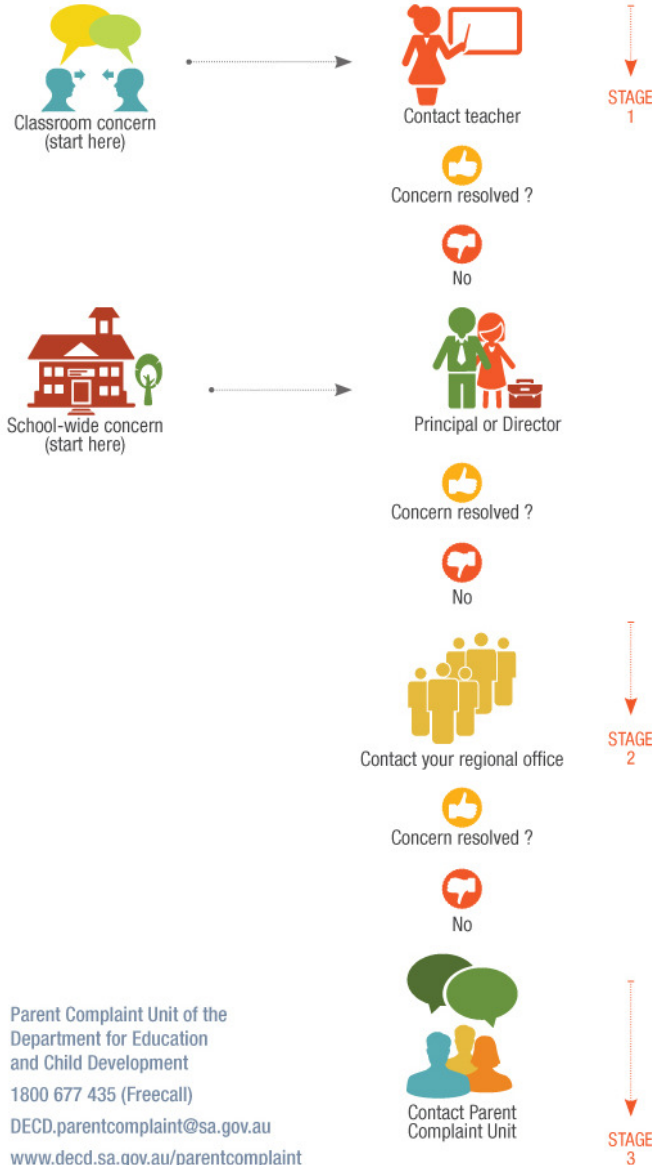 Classroom concern
(start here)
Contact teacher
STAGE
1
Concern resolved ?
No
School-wide concern
(start here)
Principal or Director
Concern resolved ?
No
Contact your regional office
STAGE
2
Concern resolved ?
No
Parent Complaint Unit of the
Department for Education
and Child Development
1800 677 435 (Freecall)
DECD.parentcomplaint@sa.gov.au
www.decd.sa.gov.au/parentcomplaint
Contact Parent
Complaint Unit
STAGE
3